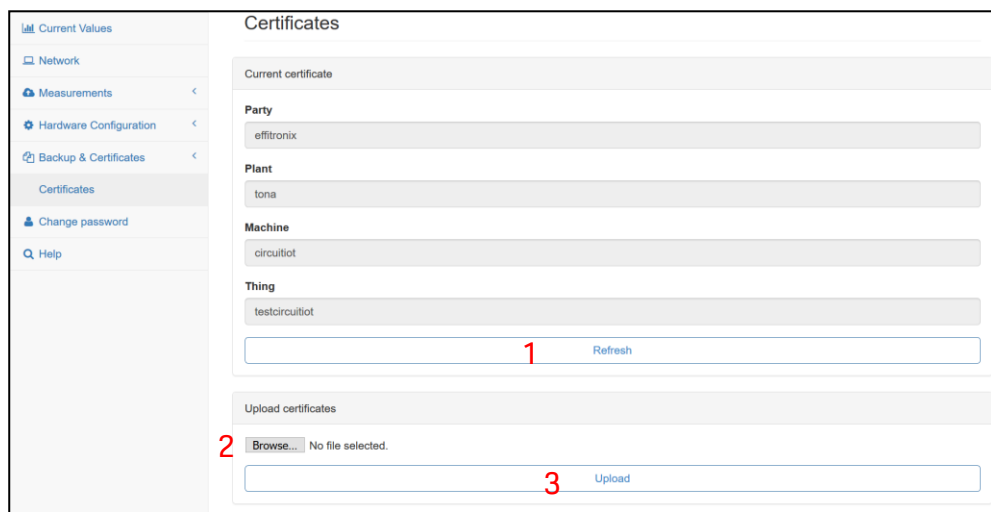 Current Values
Network
Measurements
Hardware Configuration
Backup & Certificates
Certificates
Change password
Help
Certificates
Current certificate
Party
effitronix
Plant
tona
Machine
circuitiot
Thing
testcircuitiot
1 Refresh
Upload certificates
2 Browse... No file selected.
3 Upload